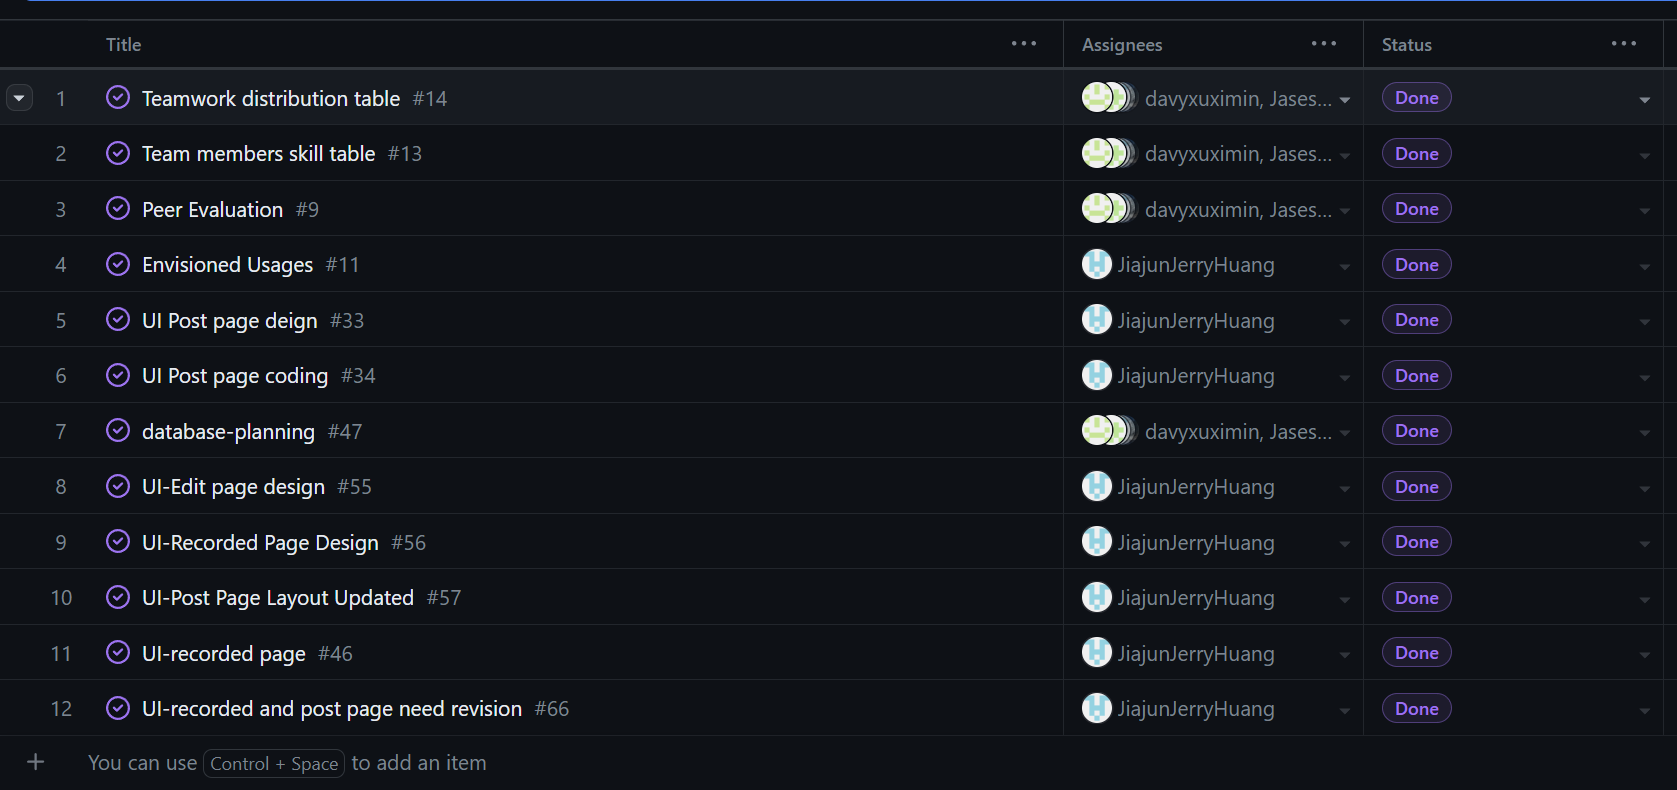 Title Assignees Status
1 Teamwork distribution table #14 davyxuximin, Jases... Done
2 Team members skill table #13 davyxuximin, Jases... Done
3 Peer Evaluation #9 davyxuximin, Jases... Done
4 Envisioned Usages #11 JiajunJerryHuang Done
5 UI Post page deign #33 JiajunJerryHuang Done
6 UI Post page coding #34 JiajunJerryHuang Done
7 database-planning #47 davyxuximin, Jases... Done
8 UI-Edit page design #55 JiajunJerryHuang Done
9 UI-Recorded Page Design #56 JiajunJerryHuang Done
10 UI-Post Page Layout Updated #57 JiajunJerryHuang Done
11 UI-recorded page #46 JiajunJerryHuang Done
12 UI-recorded and post page need revision #66 JiajunJerryHuang Done
You can use Control + Space to add an item